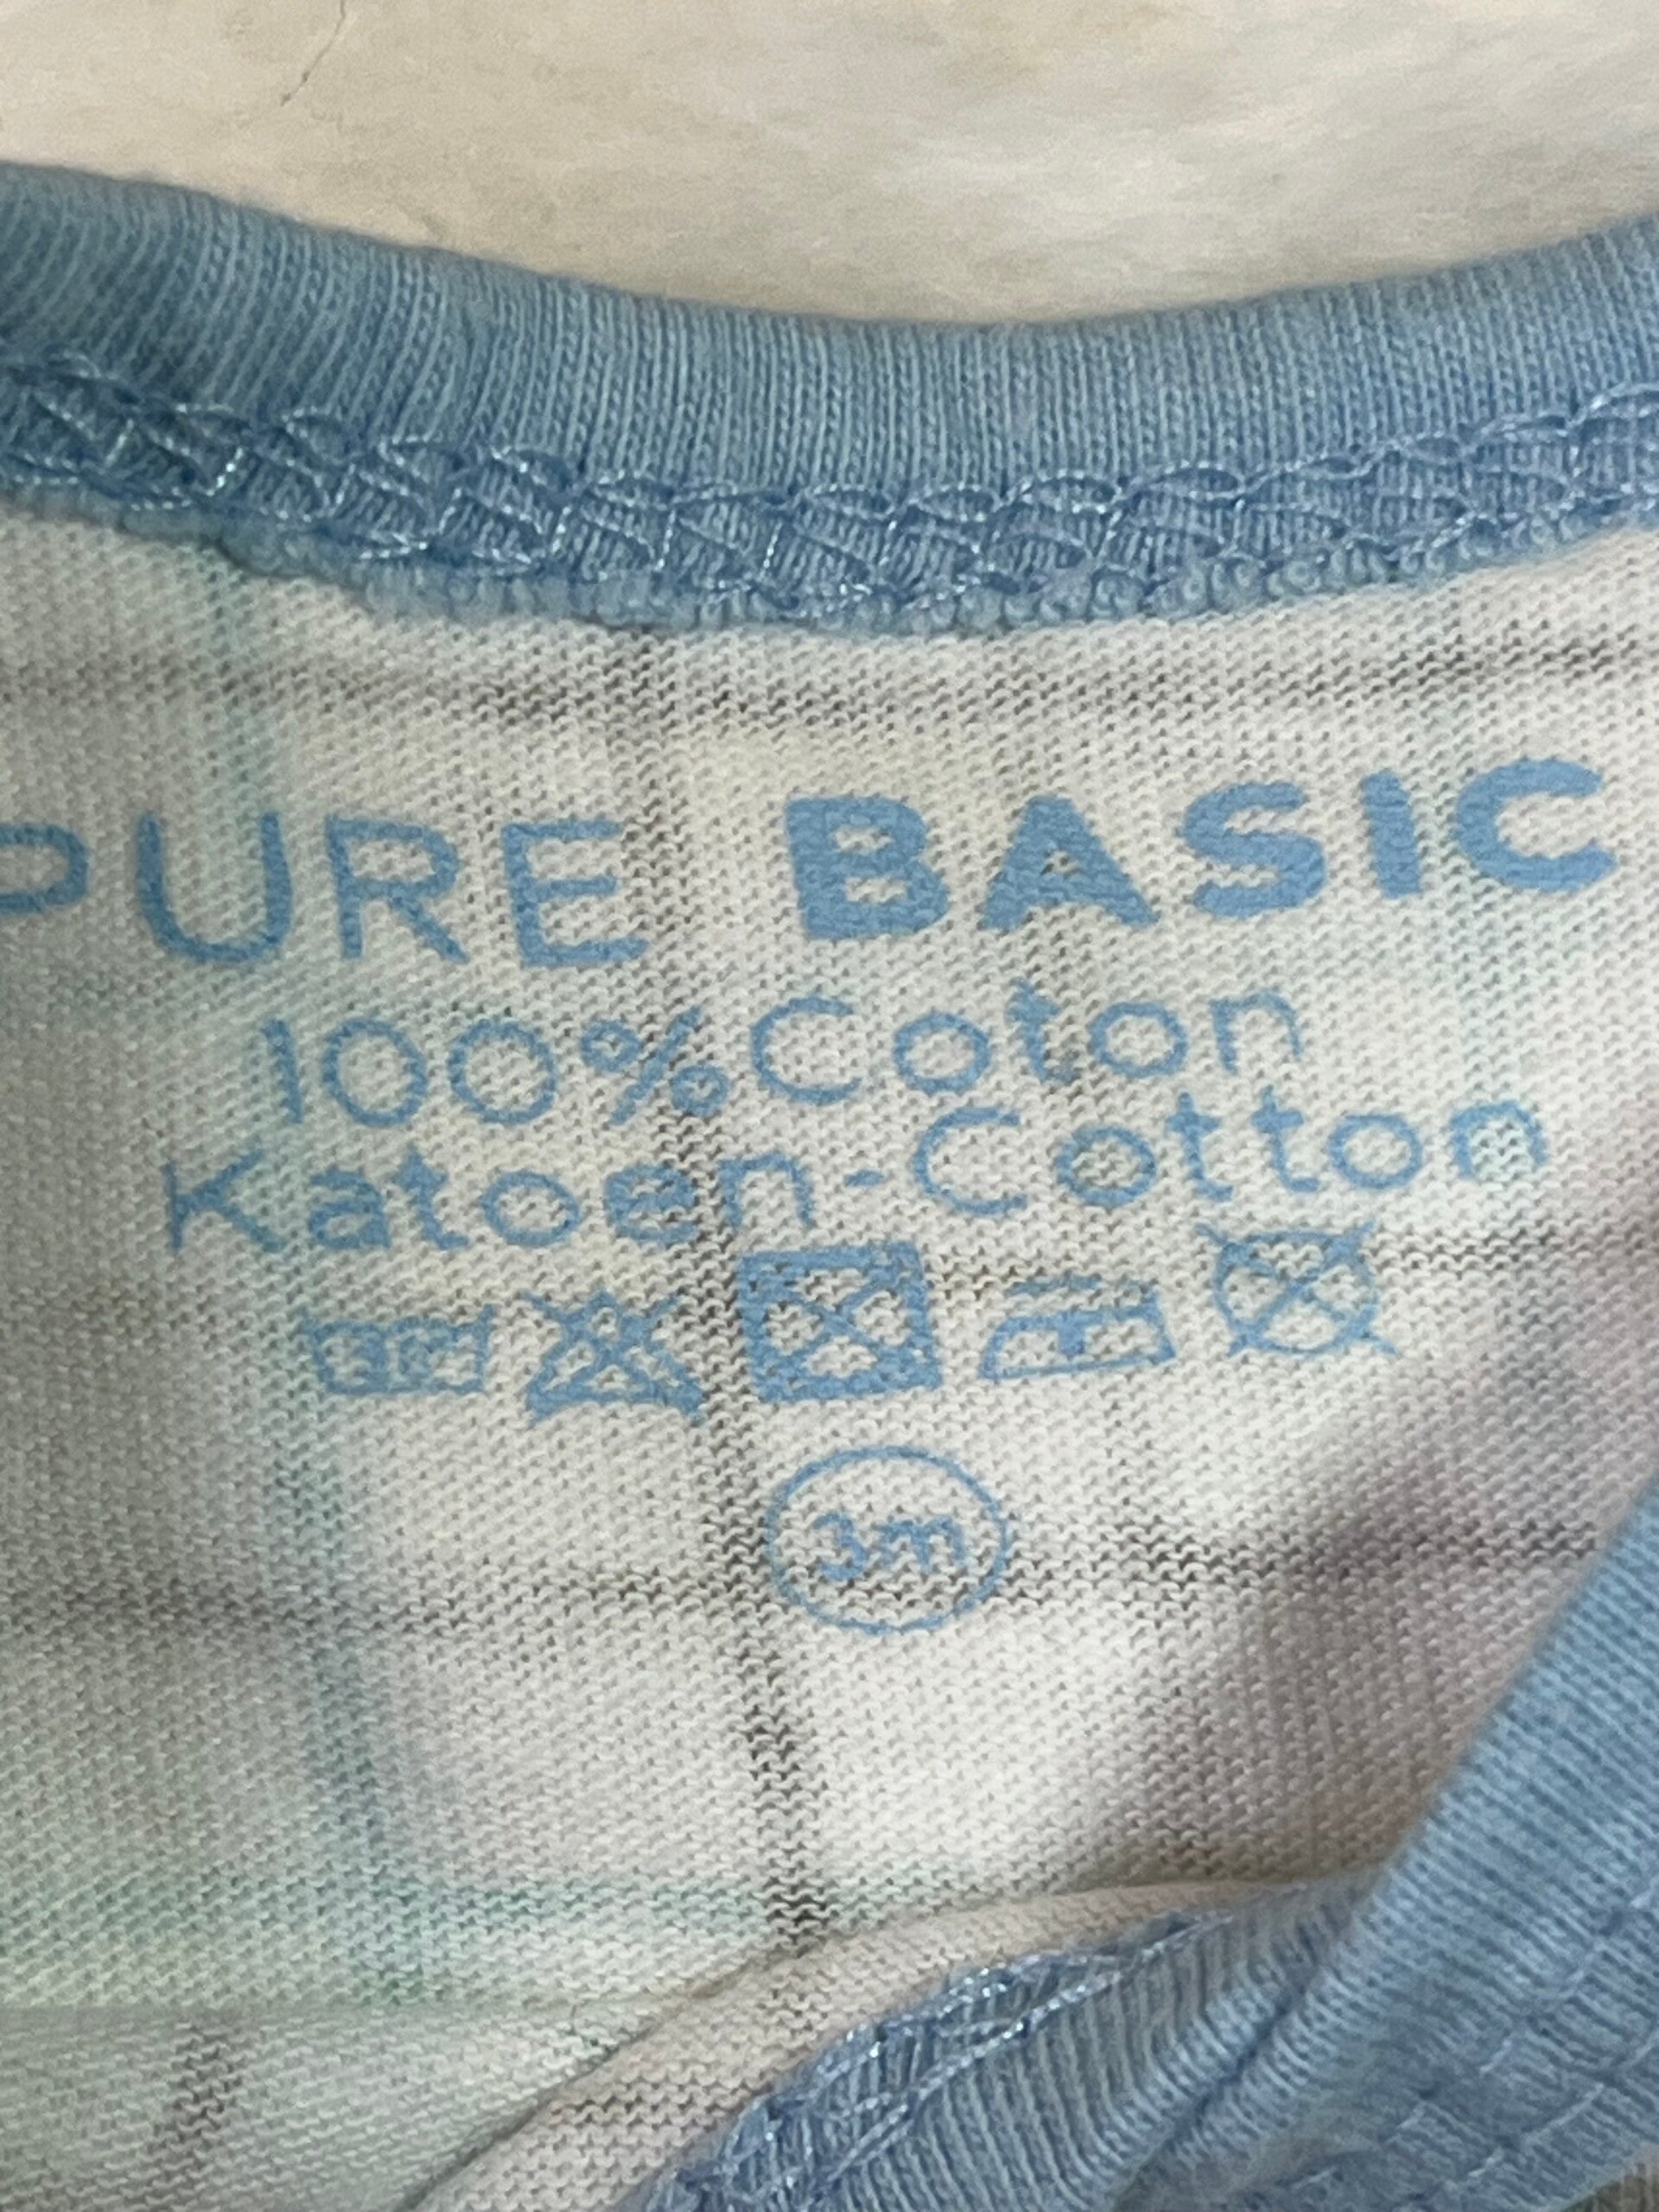 PURE BASIC
100% Coton
Katoen-Cotton
3m